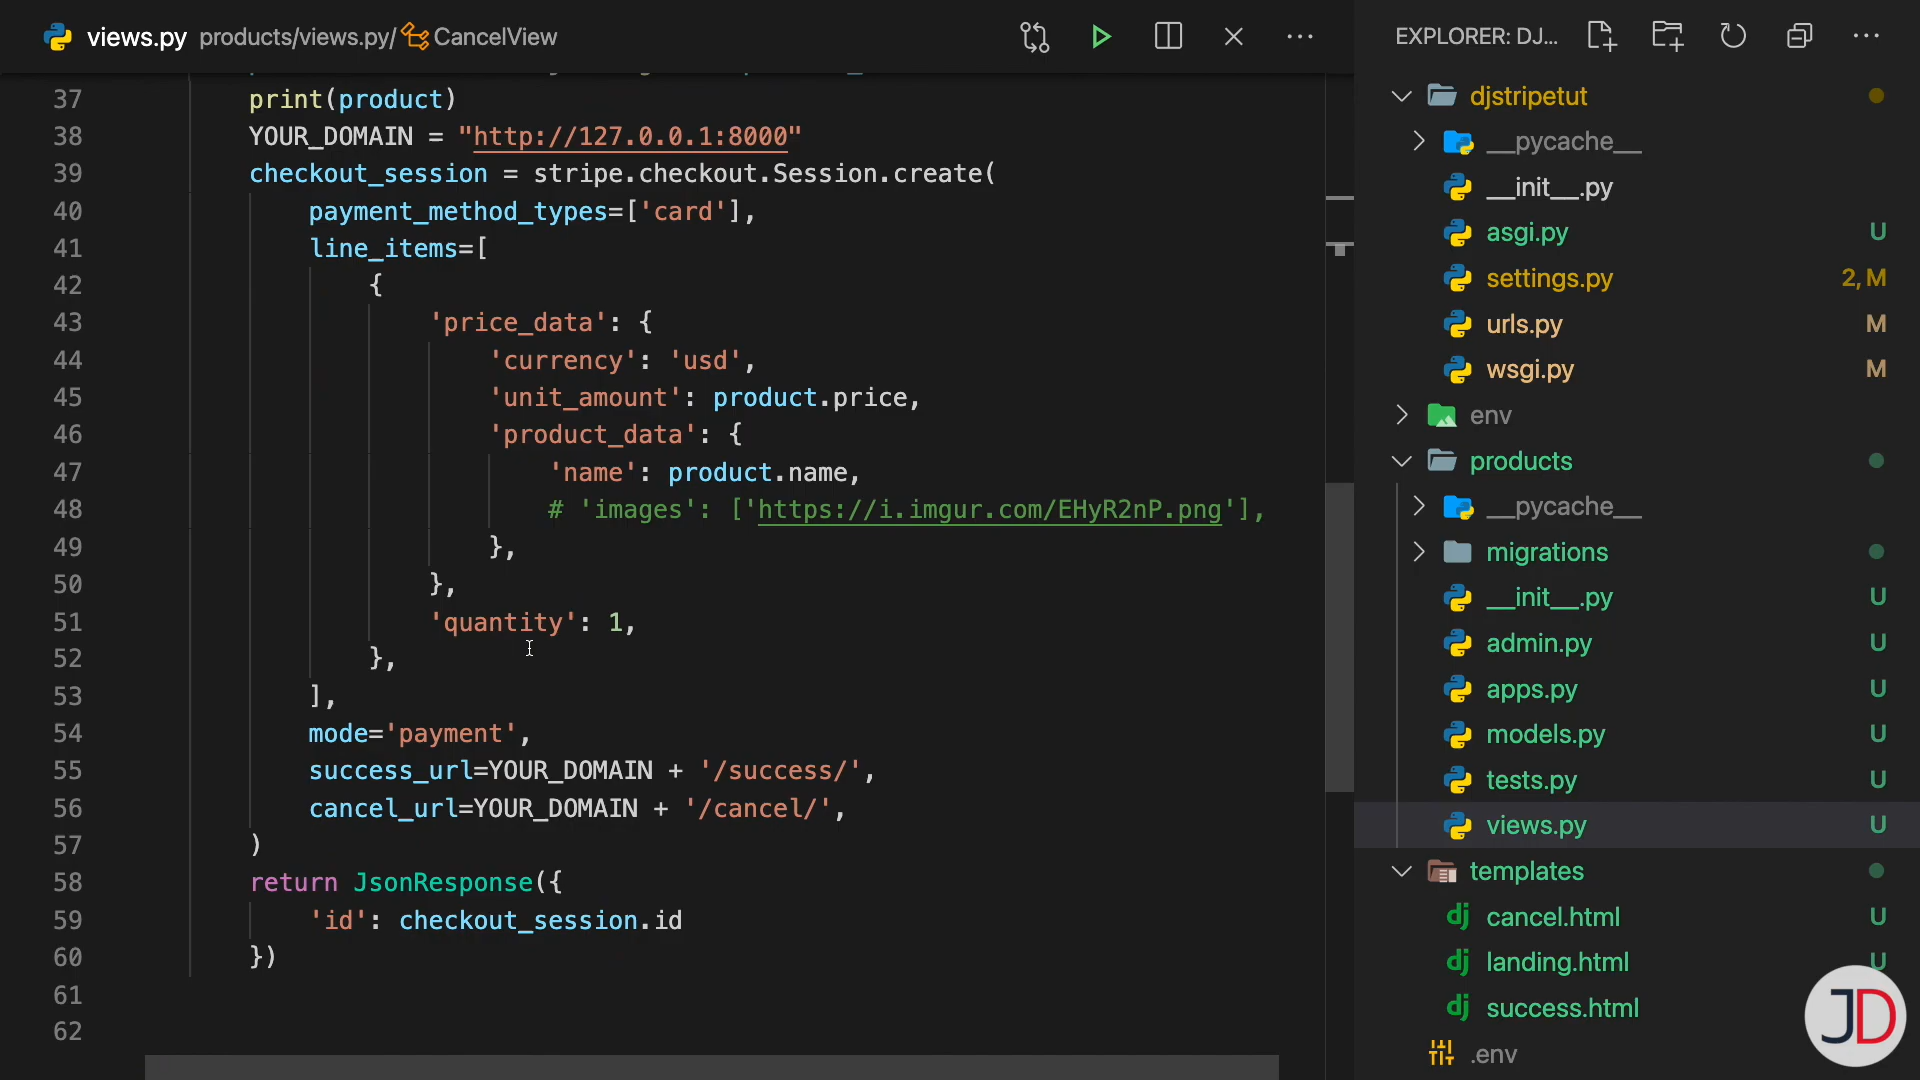 views.py products/views.py/ CancelView
37 print(product)
38 YOUR_DOMAIN = "http://127.0.0.1:8000"
39 checkout_session = stripe.checkout.Session.create(
40 payment_method_types=['card'],
41 line_items=[
42 {
43 'price_data': {
44 'currency': 'usd',
45 'unit_amount': product.price,
46 'product_data': {
47 'name': product.name,
48 # 'images': ['https://i.imgur.com/EHyR2nP.png'],
49 },
50 },
51 'quantity': 1,
52 },
53 ],
54 mode='payment',
55 success_url=YOUR_DOMAIN + '/success/',
56 cancel_url=YOUR_DOMAIN + '/cancel/',
57 )
58 return JsonResponse({
59 'id': checkout_session.id
60 })
61
62
EXPLORER: DJ...
djstripetut
__pycache__
__init__.py
asgi.py U
settings.py 2, M
urls.py M
wsgi.py M
env
products
__pycache__
migrations
__init__.py U
admin.py U
apps.py U
models.py U
tests.py U
views.py U
templates
cancel.html U
landing.html U
success.html
.env
JD